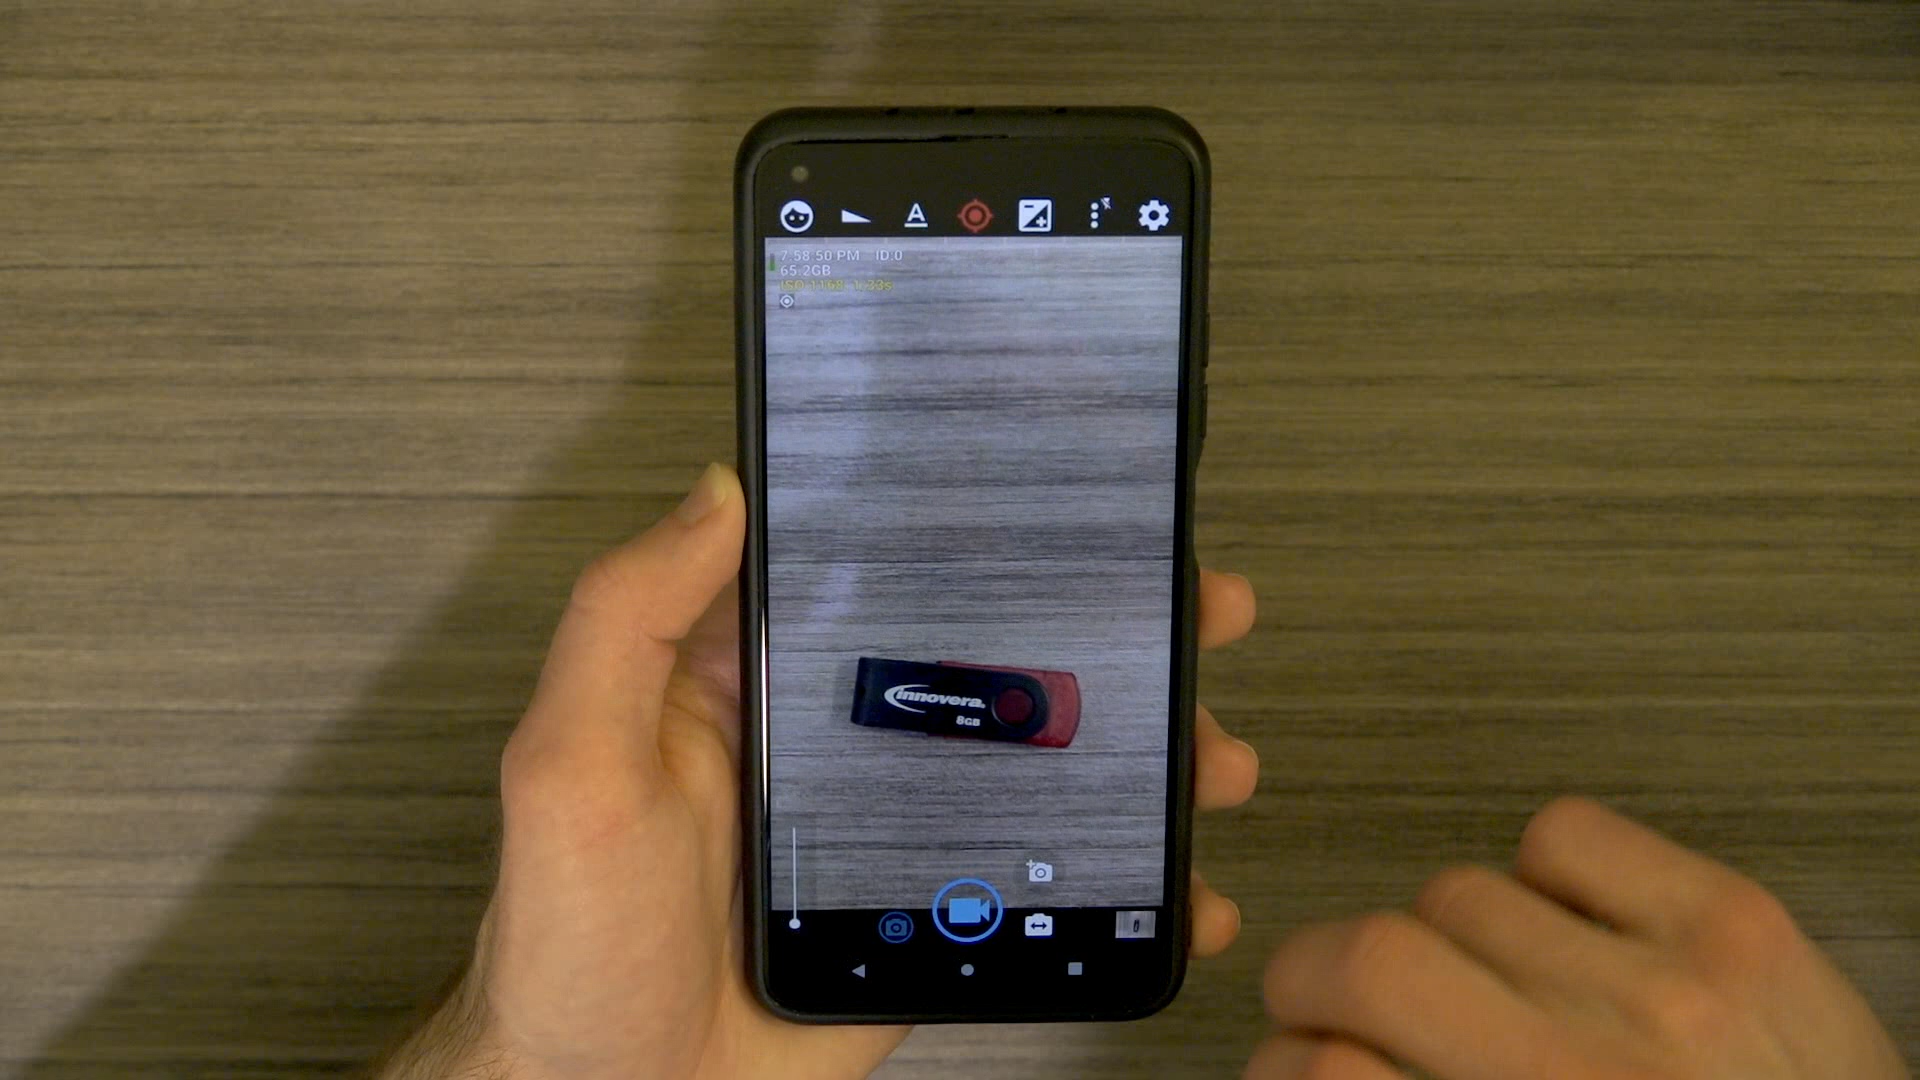 A
7:58:50 PM ID:0
65.2GB
ISO 1168 1/33s
innovera.
8GB